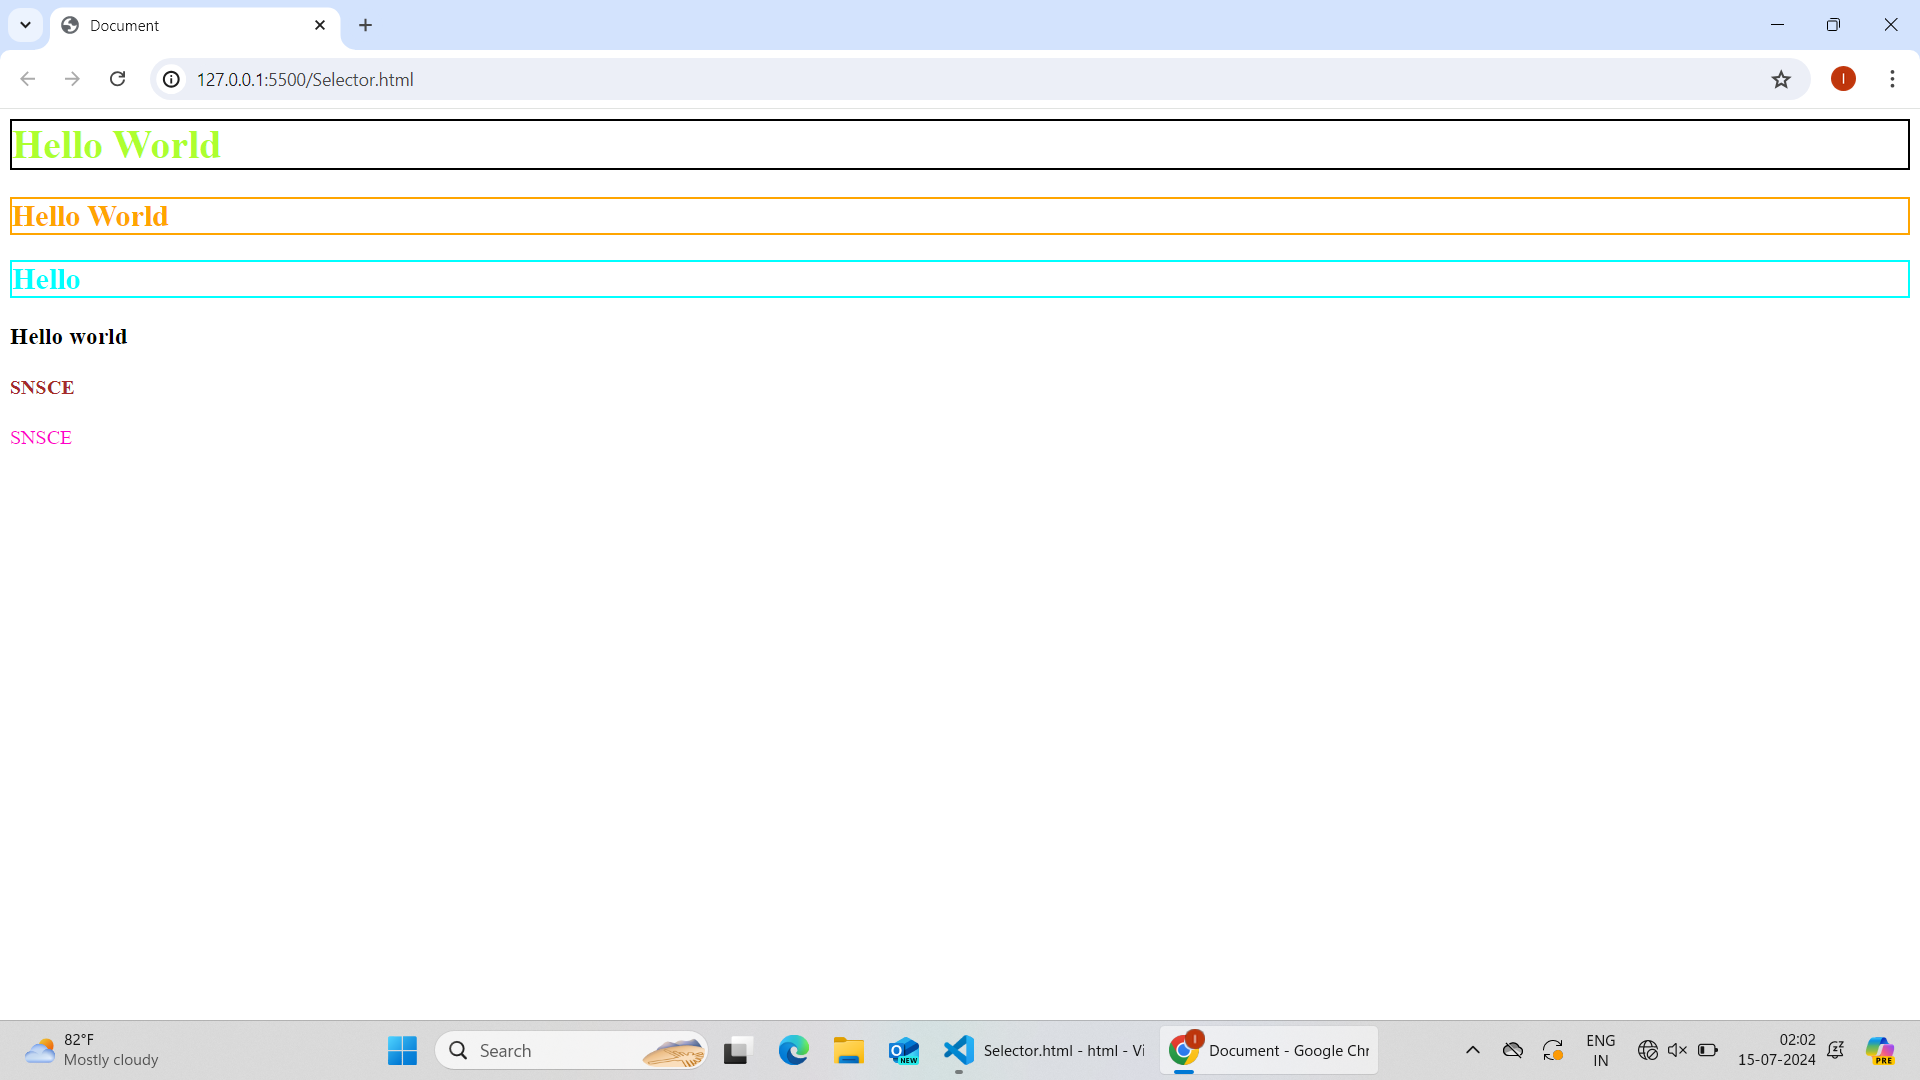 Document
127.0.0.1:5500/Selector.html
I
Hello World
Hello World
Hello
Hello world
SNSCE
SNSCE
82°F
Mostly cloudy
Search
NEW
Selector.html - html - Vi
I
Document - Google Chr
ENG
IN
02:02
15-07-2024
PRE